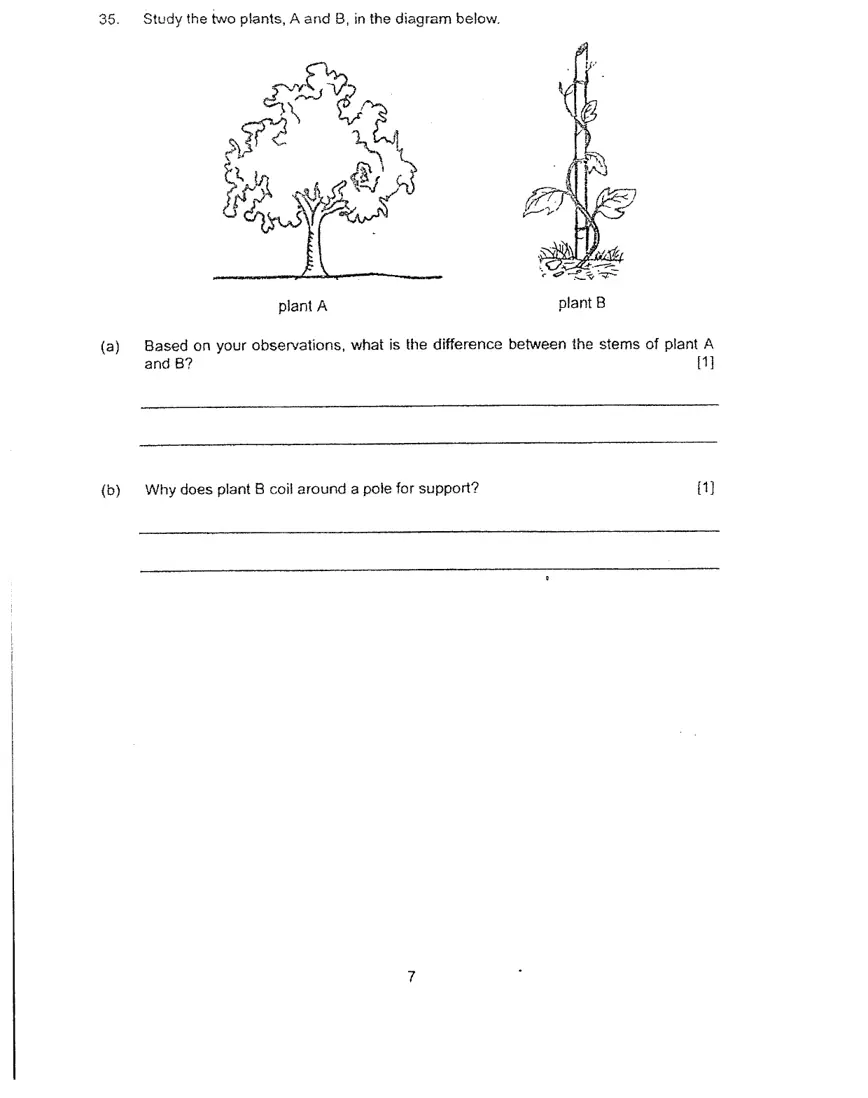 35. Study the two plants, A and B, in the diagram below.
plant A
plant B
(a) Based on your observations, what is the difference between the stems of plant A
and B? [1]
(b) Why does plant B coil around a pole for support? [1]
7